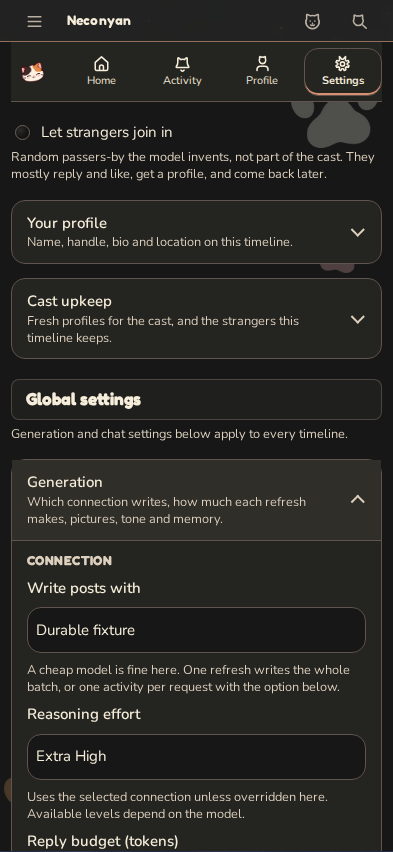 Neconyan
Home
Activity
Profile
Settings
Let strangers join in
Random passers-by the model invents, not part of the cast. They
mostly reply and like, get a profile, and come back later.
Your profile
Name, handle, bio and location on this timeline.
Cast upkeep
Fresh profiles for the cast, and the strangers this
timeline keeps.
Global settings
Generation and chat settings below apply to every timeline.
Generation
Which connection writes, how much each refresh
makes, pictures, tone and memory.
CONNECTION
Write posts with
Durable fixture
A cheap model is fine here. One refresh writes the whole
batch, or one activity per request with the option below.
Reasoning effort
Extra High
Uses the selected connection unless overridden here.
Available levels depend on the model.
Reply budget (tokens)